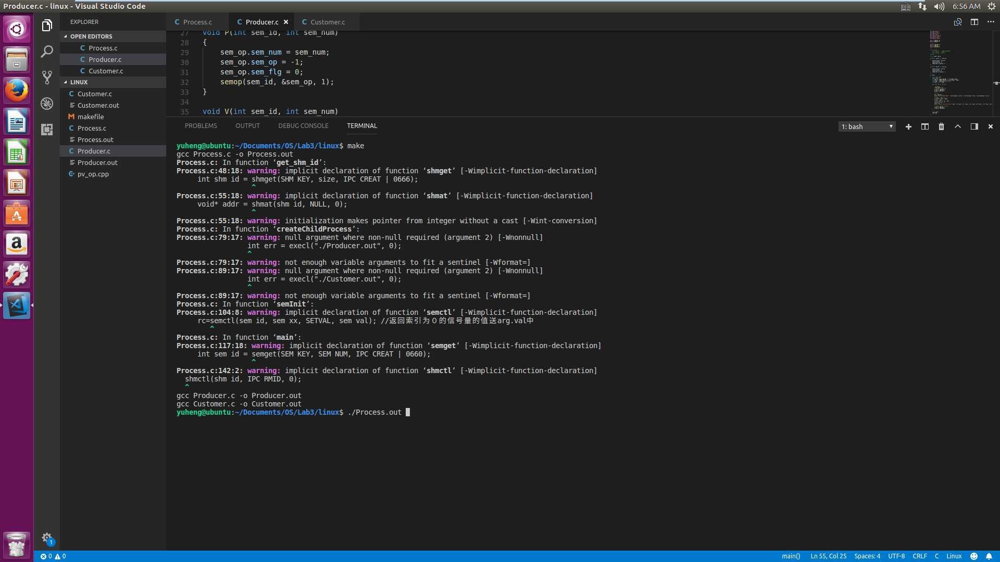 Producer.c - linux - Visual Studio Code
6:56 AM
EXPLORER
OPEN EDITORS
C Process.c
C Producer.c
C Customer.c
LINUX
C Customer.c
Customer.out
M makefile
C Process.c
Process.out
C Producer.c
Producer.out
pv_op.cpp
C Process.c
C Producer.c
C Customer.c
27 void P(int sem_id, int sem_num)
28 {
29 sem_op.sem_num = sem_num;
30 sem_op.sem_op = -1;
31 sem_op.sem_flg = 0;
32 semop(sem_id, &sem_op, 1);
33 }
34
35 void V(int sem_id, int sem_num)
PROBLEMS OUTPUT DEBUG CONSOLE TERMINAL
1: bash
yuheng@ubuntu:~/Documents/OS/Lab3/linux$ make
gcc Process.c -o Process.out
Process.c: In function ‘get_shm_id’:
Process.c:48:18: warning: implicit declaration of function ‘shmget’ [-Wimplicit-function-declaration]
int shm id = shmget(SHM KEY, size, IPC CREAT | 0666);
^
Process.c:55:18: warning: implicit declaration of function ‘shmat’ [-Wimplicit-function-declaration]
void* addr = shmat(shm id, NULL, 0);
^
Process.c:55:18: warning: initialization makes pointer from integer without a cast [-Wint-conversion]
Process.c: In function ‘createChildProcess’:
Process.c:79:17: warning: null argument where non-null required (argument 2) [-Wnonnull]
int err = execl("./Producer.out", 0);
^
Process.c:79:17: warning: not enough variable arguments to fit a sentinel [-Wformat=]
Process.c:89:17: warning: null argument where non-null required (argument 2) [-Wnonnull]
int err = execl("./Customer.out", 0);
^
Process.c:89:17: warning: not enough variable arguments to fit a sentinel [-Wformat=]
Process.c: In function ‘semInit’:
Process.c:104:8: warning: implicit declaration of function ‘semctl’ [-Wimplicit-function-declaration]
rc=semctl(sem id, sem xx, SETVAL, sem val); //返回索引为0的信号量的值送arg.val中
^
Process.c: In function ‘main’:
Process.c:117:18: warning: implicit declaration of function ‘semget’ [-Wimplicit-function-declaration]
int sem id = semget(SEM KEY, SEM NUM, IPC CREAT | 0660);
^
Process.c:142:2: warning: implicit declaration of function ‘shmctl’ [-Wimplicit-function-declaration]
shmctl(shm id, IPC RMID, 0);
^
gcc Producer.c -o Producer.out
gcc Customer.c -o Customer.out
yuheng@ubuntu:~/Documents/OS/Lab3/linux$ ./Process.out
1
0 0
main() Ln 55, Col 25 Spaces: 4 UTF-8 CRLF C Linux